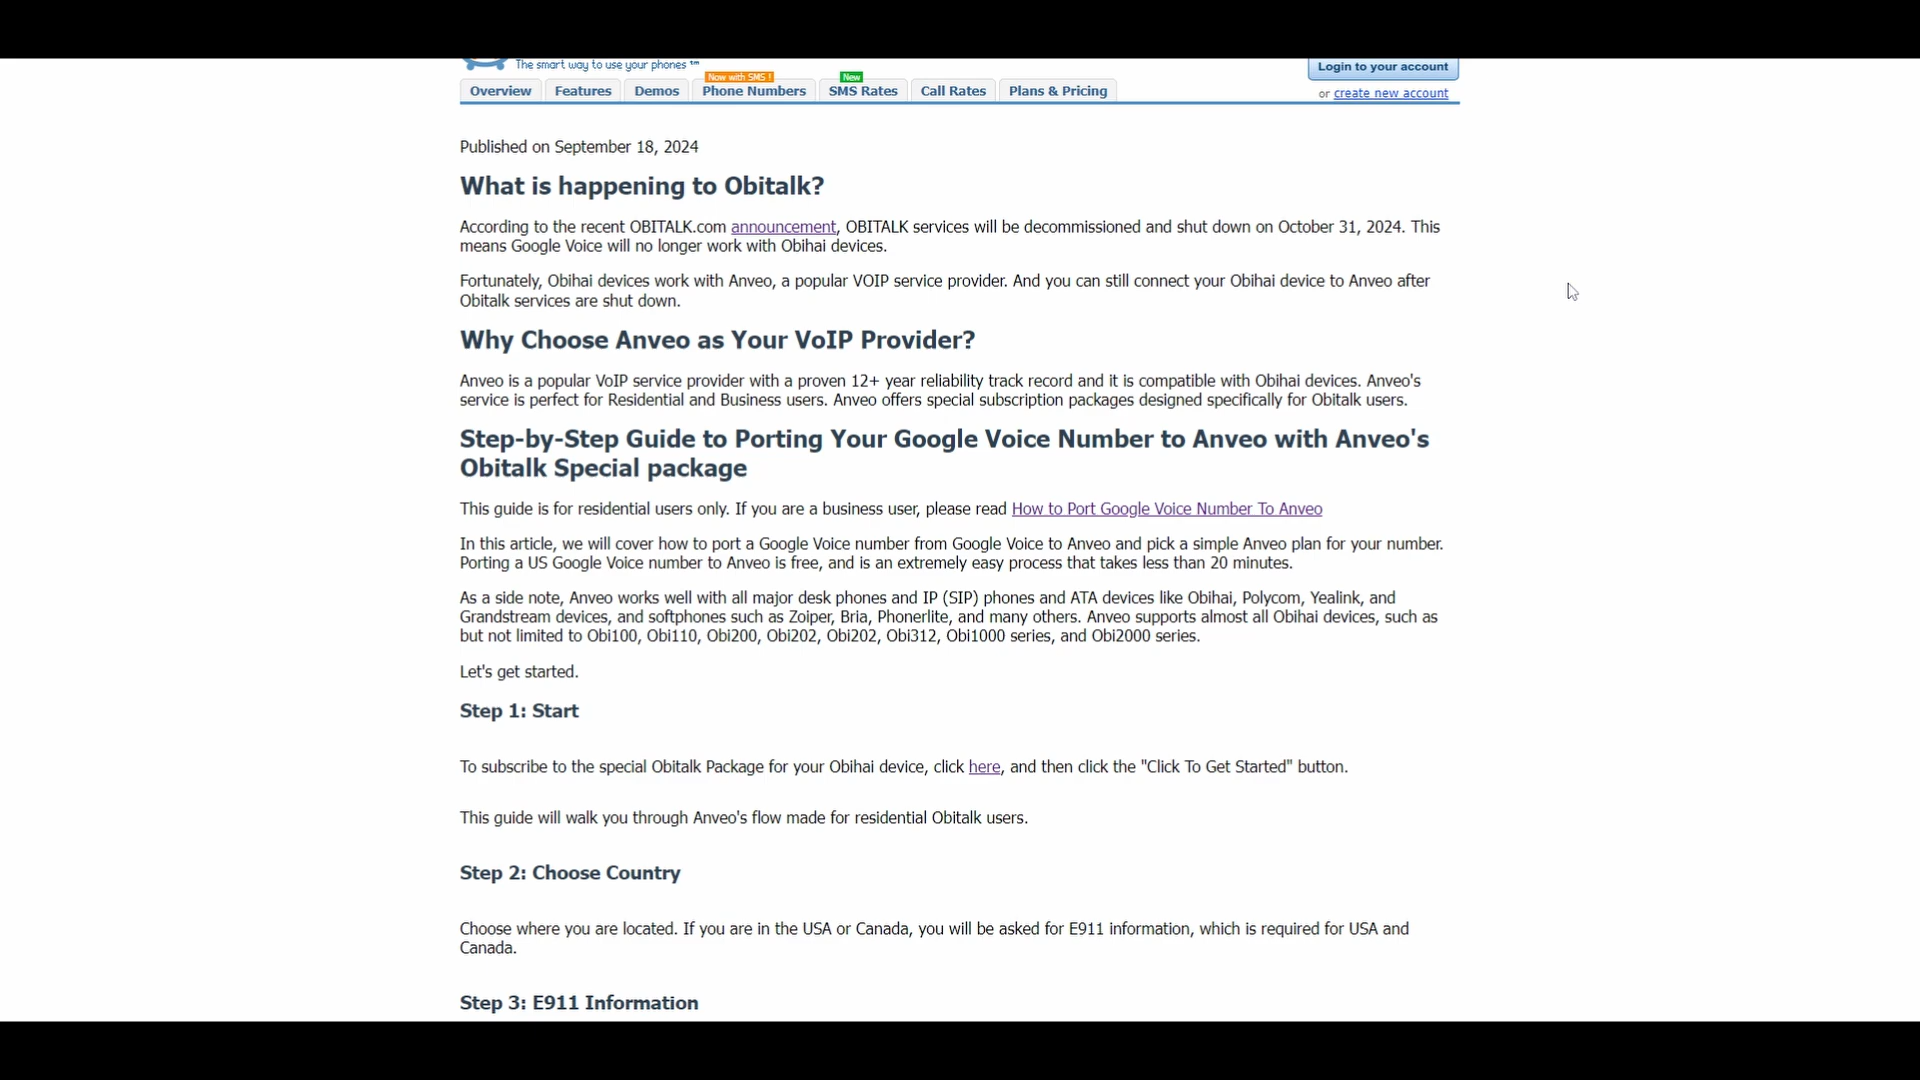 The smart way to use your phones ™
Login to your account
Now with SMS !
New
Overview
Features
Demos
Phone Numbers
SMS Rates
Call Rates
Plans & Pricing
or create new account
Published on September 18, 2024
What is happening to Obitalk?
According to the recent OBITALK.com announcement, OBITALK services will be decommissioned and shut down on October 31, 2024. This
means Google Voice will no longer work with Obihai devices.
Fortunately, Obihai devices work with Anveo, a popular VOIP service provider. And you can still connect your Obihai device to Anveo after
Obitalk services are shut down.
Why Choose Anveo as Your VoIP Provider?
Anveo is a popular VoIP service provider with a proven 12+ year reliability track record and it is compatible with Obihai devices. Anveo's
service is perfect for Residential and Business users. Anveo offers special subscription packages designed specifically for Obitalk users.
Step-by-Step Guide to Porting Your Google Voice Number to Anveo with Anveo's
Obitalk Special package
This guide is for residential users only. If you are a business user, please read How to Port Google Voice Number To Anveo
In this article, we will cover how to port a Google Voice number from Google Voice to Anveo and pick a simple Anveo plan for your number.
Porting a US Google Voice number to Anveo is free, and is an extremely easy process that takes less than 20 minutes.
As a side note, Anveo works well with all major desk phones and IP (SIP) phones and ATA devices like Obihai, Polycom, Yealink, and
Grandstream devices, and softphones such as Zoiper, Bria, Phonerlite, and many others. Anveo supports almost all Obihai devices, such as
but not limited to Obi100, Obi110, Obi200, Obi202, Obi202, Obi312, Obi1000 series, and Obi2000 series.
Let's get started.
Step 1: Start
To subscribe to the special Obitalk Package for your Obihai device, click here, and then click the "Click To Get Started" button.
This guide will walk you through Anveo's flow made for residential Obitalk users.
Step 2: Choose Country
Choose where you are located. If you are in the USA or Canada, you will be asked for E911 information, which is required for USA and
Canada.
Step 3: E911 Information